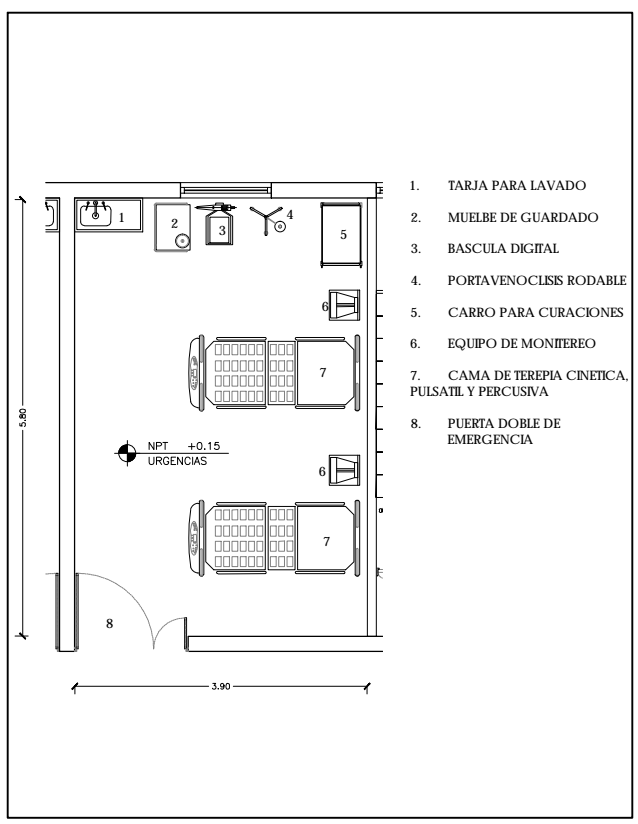 1. TARJA PARA LAVADO
2. MUELBE DE GUARDADO
3. BASCULA DIGITAL
4. PORTAVENOCLISIS RODABLE
5. CARRO PARA CURACIONES
6. EQUIPO DE MONITEREO
7. CAMA DE TEREPIA CINETICA,
PULSATIL Y PERCUSIVA
8. PUERTA DOBLE DE
EMERGENCIA
1
2
3
4
5
6
7
5.80
NPT +0.15
URGENCIAS
6
7
8
3.90